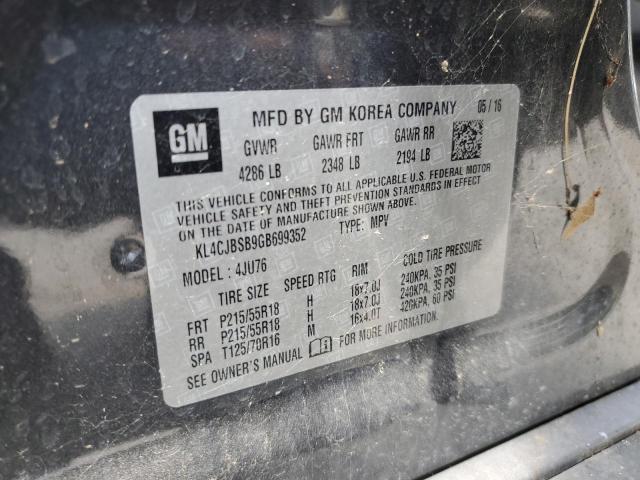 GM
MFD BY GM KOREA COMPANY 05/16
GVWR GAWR FRT GAWR RR
4286 LB 2348 LB 2194 LB
THIS VEHICLE CONFORMS TO ALL APPLICABLE U.S. FEDERAL MOTOR
VEHICLE SAFETY AND THEFT PREVENTION STANDARDS IN EFFECT
ON THE DATE OF MANUFACTURE SHOWN ABOVE.
KL4CJBSB9GB699352 TYPE: MPV
MODEL: 4JU76
TIRE SIZE SPEED RTG RIM COLD TIRE PRESSURE
FRT P215/55R18 H 18x7.0J 240KPA, 35 PSI
RR P215/55R18 H 18x7.0J 240KPA, 35 PSI
SPA T125/70R16 M 16x4.0T 420KPA, 60 PSI
SEE OWNER'S MANUAL FOR MORE INFORMATION.